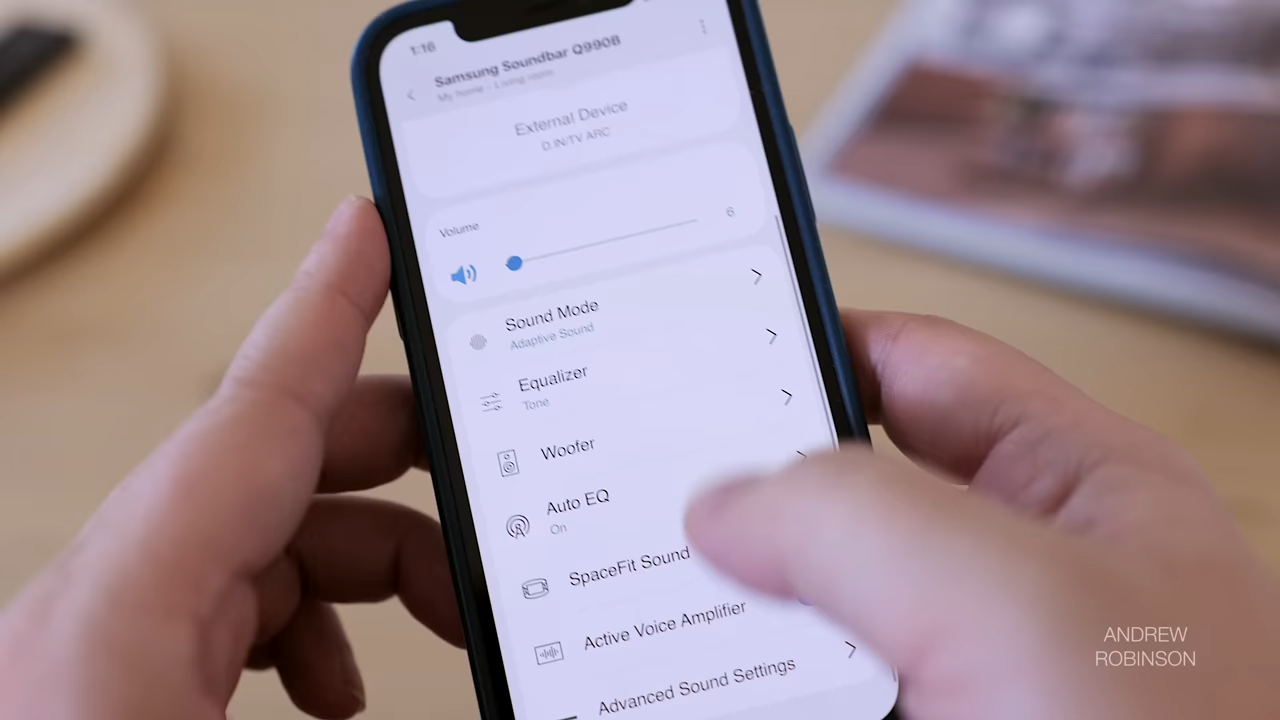 1:16
Samsung Soundbar Q990B
My home - Living room
External Device
D.IN/TV ARC
Volume
6
Sound Mode
Adaptive Sound
Equalizer
Tone
Woofer
Auto EQ
On
SpaceFit Sound
Active Voice Amplifier
Advanced Sound Settings
ANDREW
ROBINSON